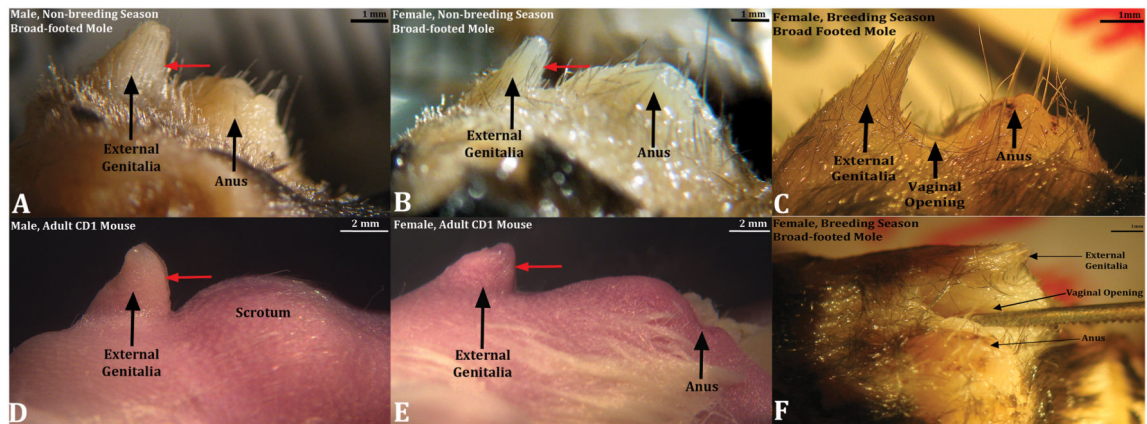 Male, Non-breeding Season
Broad-footed Mole
1 mm
External
Genitalia
Anus
A
Female, Non-breeding Season
Broad-footed Mole
1 mm
External
Genitalia
Anus
B
Female, Breeding Season
Broad Footed Mole
1mm
External
Genitalia
Vaginal
Opening
Anus
C
Male, Adult CD1 Mouse
2 mm
Scrotum
External
Genitalia
D
Female, Adult CD1 Mouse
2 mm
External
Genitalia
Anus
E
Female, Breeding Season
Broad-footed Mole
1mm
External
Genitalia
Vaginal Opening
Anus
F